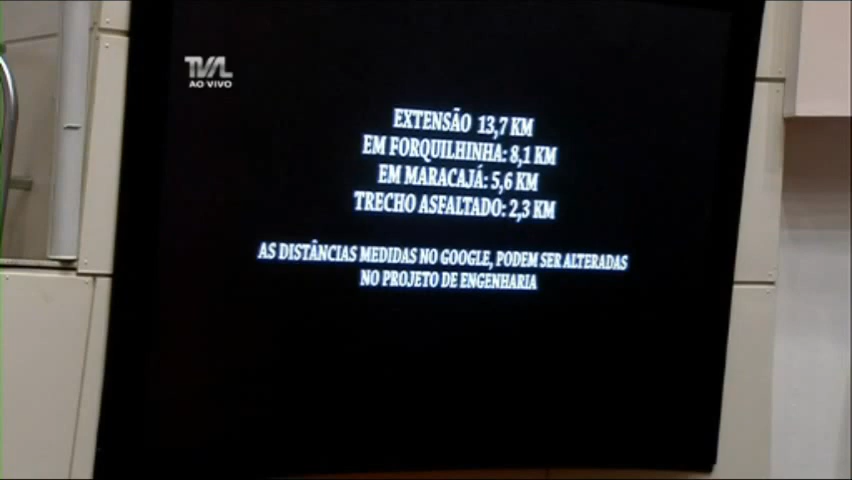 TVAL
AO VIVO
EXTENSÃO 13,7 KM
EM FORQUILHINHA: 8,1 KM
EM MARACAJÁ: 5,6 KM
TRECHO ASFALTADO: 2,3 KM
AS DISTÂNCIAS MEDIDAS NO GOOGLE, PODEM SER ALTERADAS
NO PROJETO DE ENGENHARIA